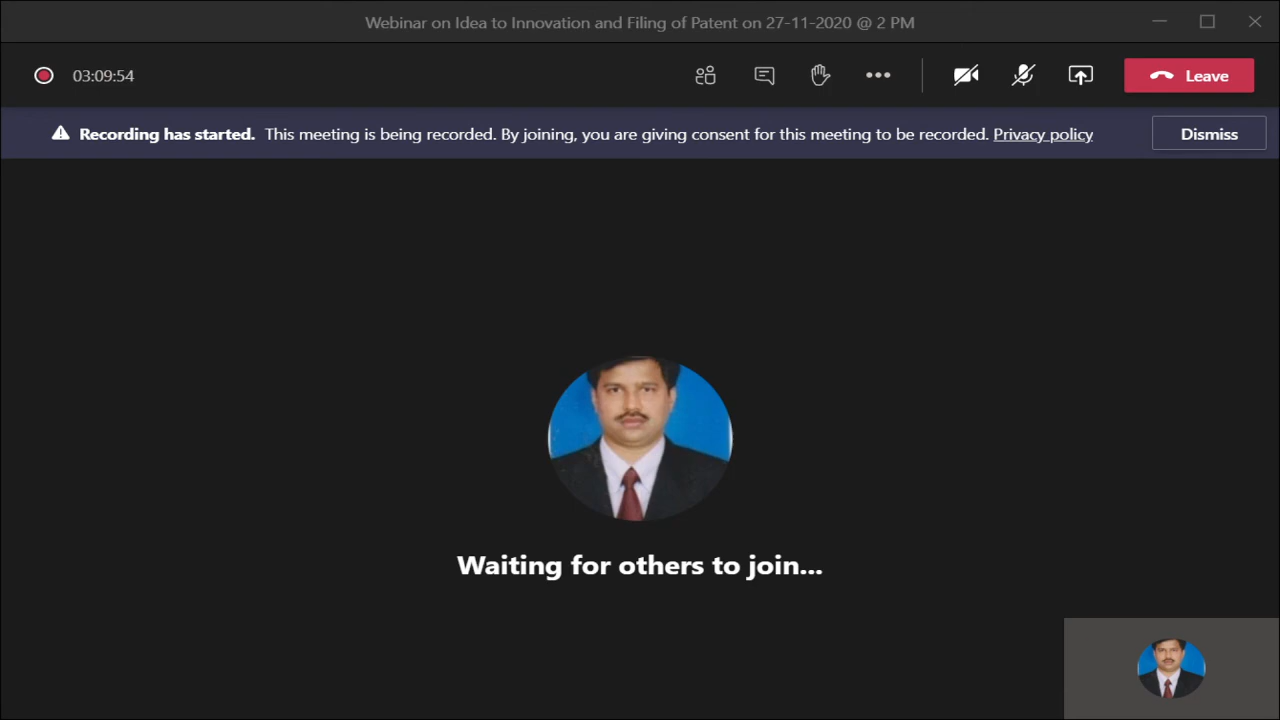 Webinar on Idea to Innovation and Filing of Patent on 27-11-2020 @ 2 PM
03:09:54
Leave
Recording has started. This meeting is being recorded. By joining, you are giving consent for this meeting to be recorded. Privacy policy
Dismiss
Waiting for others to join...